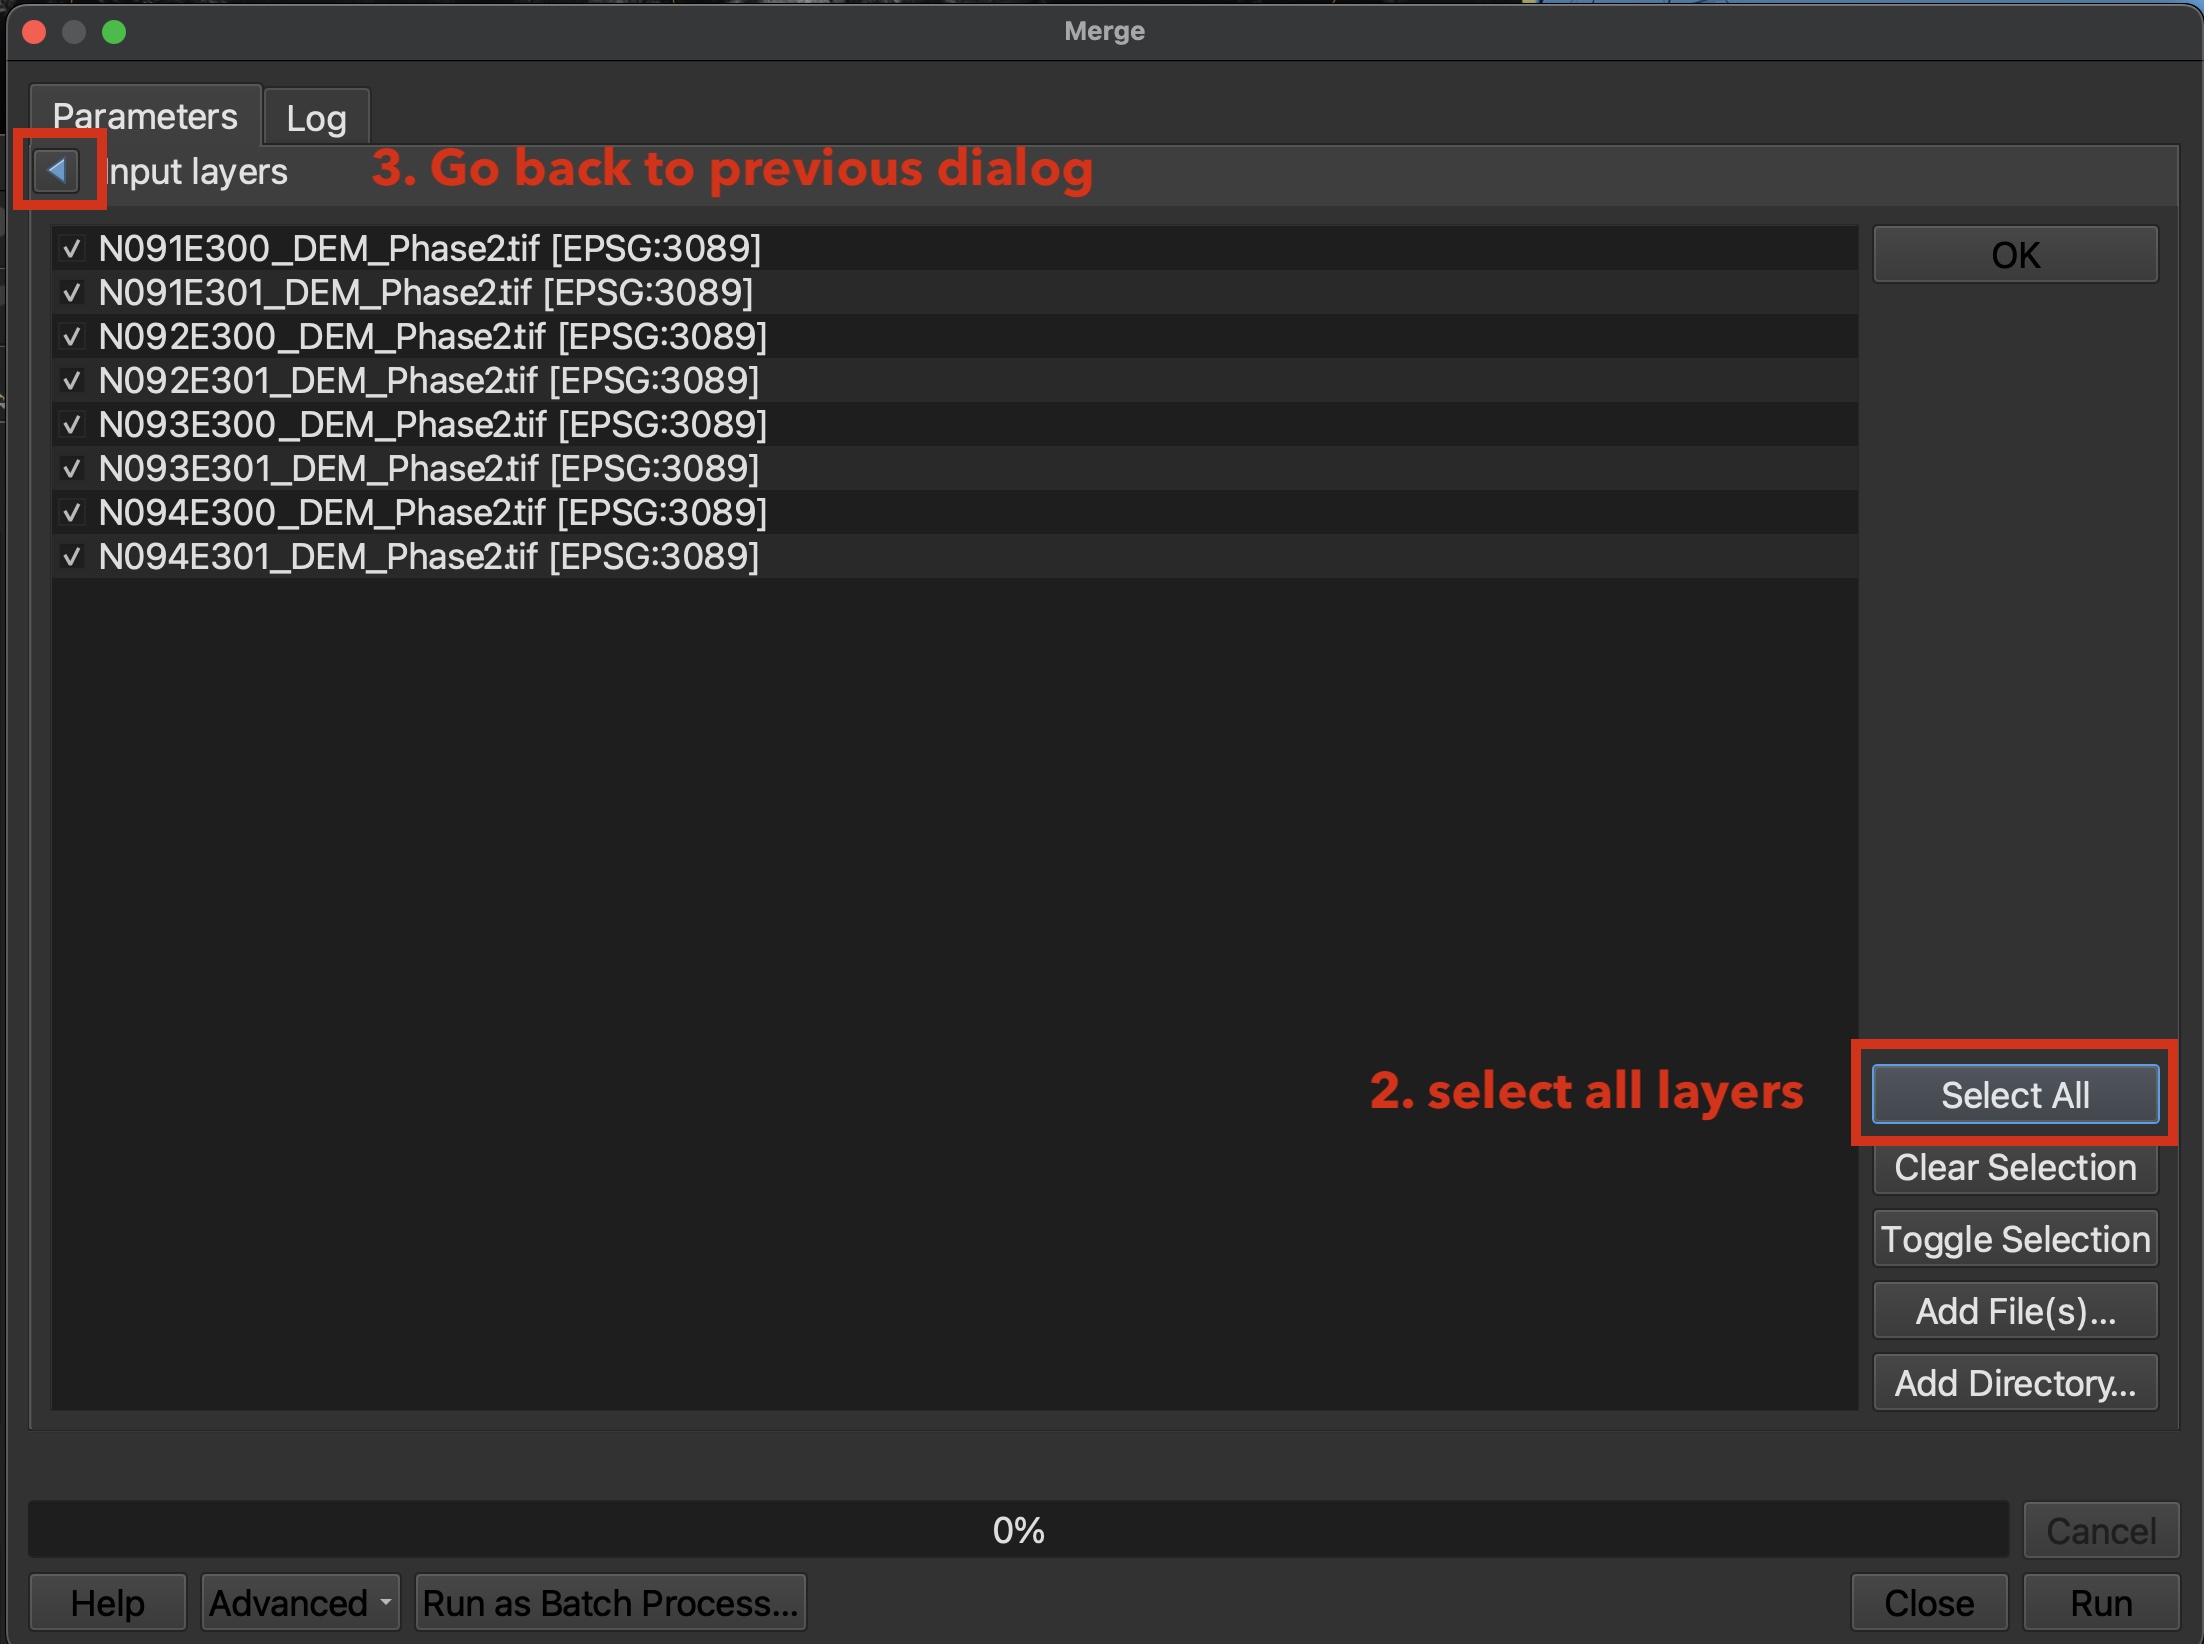 Merge
Parameters
Log
Input layers
3. Go back to previous dialog
N091E300_DEM_Phase2.tif [EPSG:3089]
N091E301_DEM_Phase2.tif [EPSG:3089]
N092E300_DEM_Phase2.tif [EPSG:3089]
N092E301_DEM_Phase2.tif [EPSG:3089]
N093E300_DEM_Phase2.tif [EPSG:3089]
N093E301_DEM_Phase2.tif [EPSG:3089]
N094E300_DEM_Phase2.tif [EPSG:3089]
N094E301_DEM_Phase2.tif [EPSG:3089]
OK
2. select all layers
Select All
Clear Selection
Toggle Selection
Add File(s)...
Add Directory...
0%
Cancel
Help
Advanced
Run as Batch Process...
Close
Run